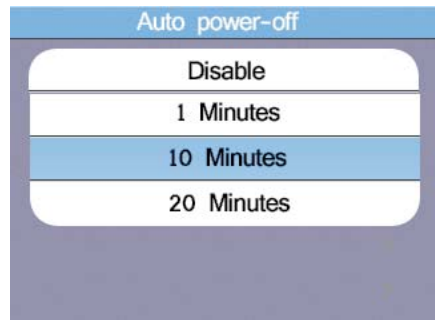 Auto power-off
Disable
1 Minutes
10 Minutes
20 Minutes